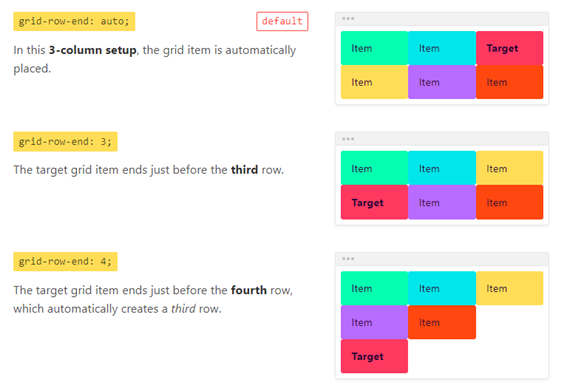 grid-row-end: auto;
default
In this 3-column setup, the grid item is automatically
placed.
Item Item Target
Item Item Item
grid-row-end: 3;
The target grid item ends just before the third row.
Item Item Item
Target Item Item
grid-row-end: 4;
The target grid item ends just before the fourth row,
which automatically creates a third row.
Item Item Item
Item Item
Target